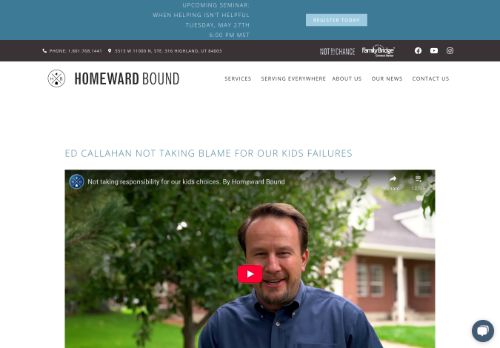 UPCOMING SEMINAR:
WHEN HELPING ISN'T HELPFUL
TUESDAY, MAY 27TH
6:00 PM MST
REGISTER TODAY
PHONE: 1.801.768.1441
5513 W 11000 N, STE. 316 HIGHLAND, UT 84003
NOT BY CHANCE
FamilyBridge
HOMEWARD BOUND
SERVICES
SERVING EVERYWHERE
ABOUT US
OUR NEWS
CONTACT US
ED CALLAHAN NOT TAKING BLAME FOR OUR KIDS FAILURES
Not taking responsibility for our kids choices. By Homeward Bound